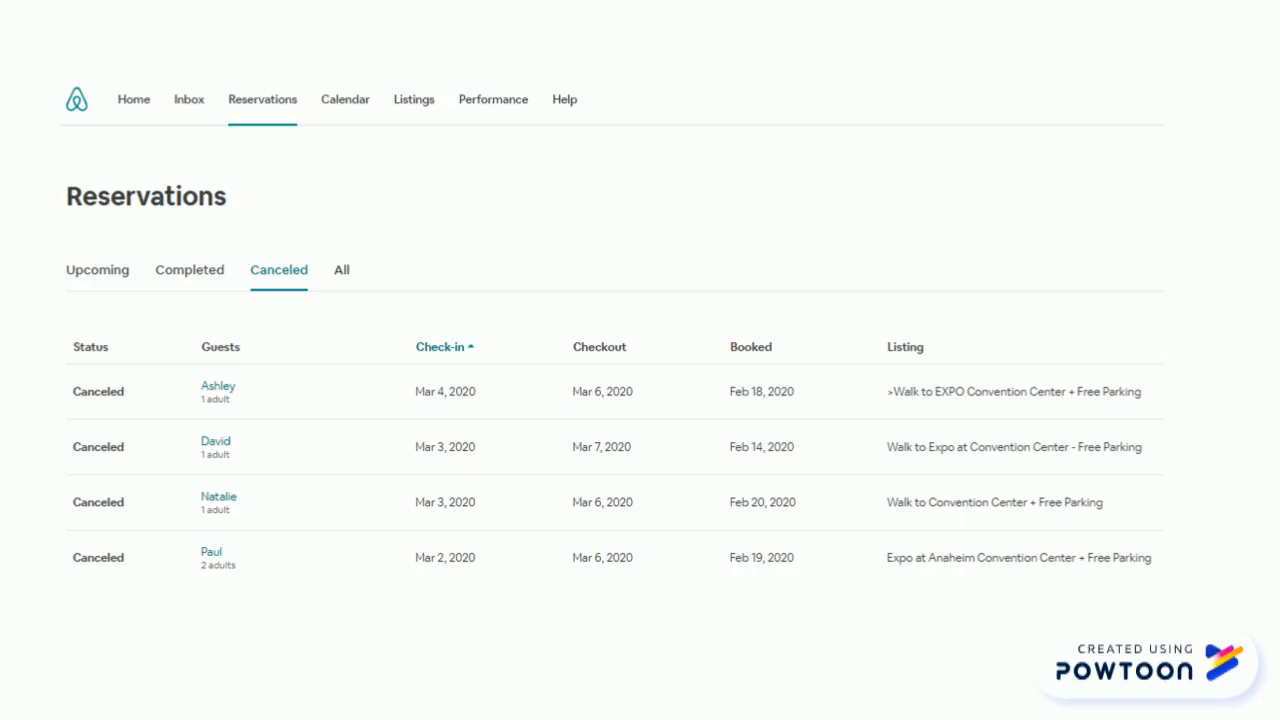 Home Inbox Reservations Calendar Listings Performance Help
Reservations
Upcoming Completed Canceled All
Status Guests Check-in Checkout Booked Listing
Canceled Ashley Mar 4, 2020 Mar 6, 2020 Feb 18, 2020 >Walk to EXPO Convention Center + Free Parking
1 adult
Canceled David Mar 3, 2020 Mar 7, 2020 Feb 14, 2020 Walk to Expo at Convention Center - Free Parking
1 adult
Canceled Natalie Mar 3, 2020 Mar 6, 2020 Feb 20, 2020 Walk to Convention Center + Free Parking
1 adult
Canceled Paul Mar 2, 2020 Mar 6, 2020 Feb 19, 2020 Expo at Anaheim Convention Center + Free Parking
2 adults
CREATED USING
POWTOON